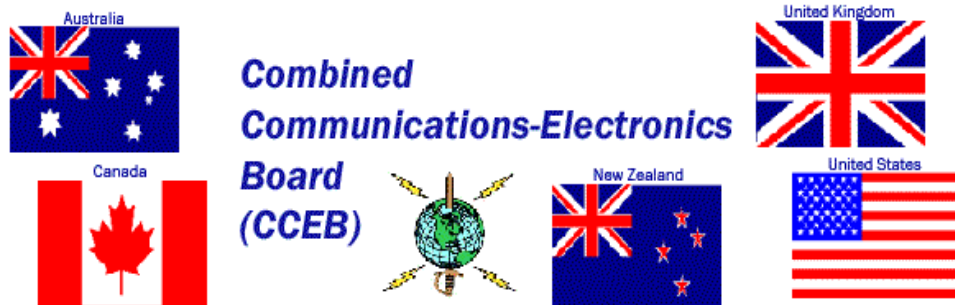 Australia
United Kingdom
Combined
Communications-Electronics
Board
(CCEB)
Canada
New Zealand
United States